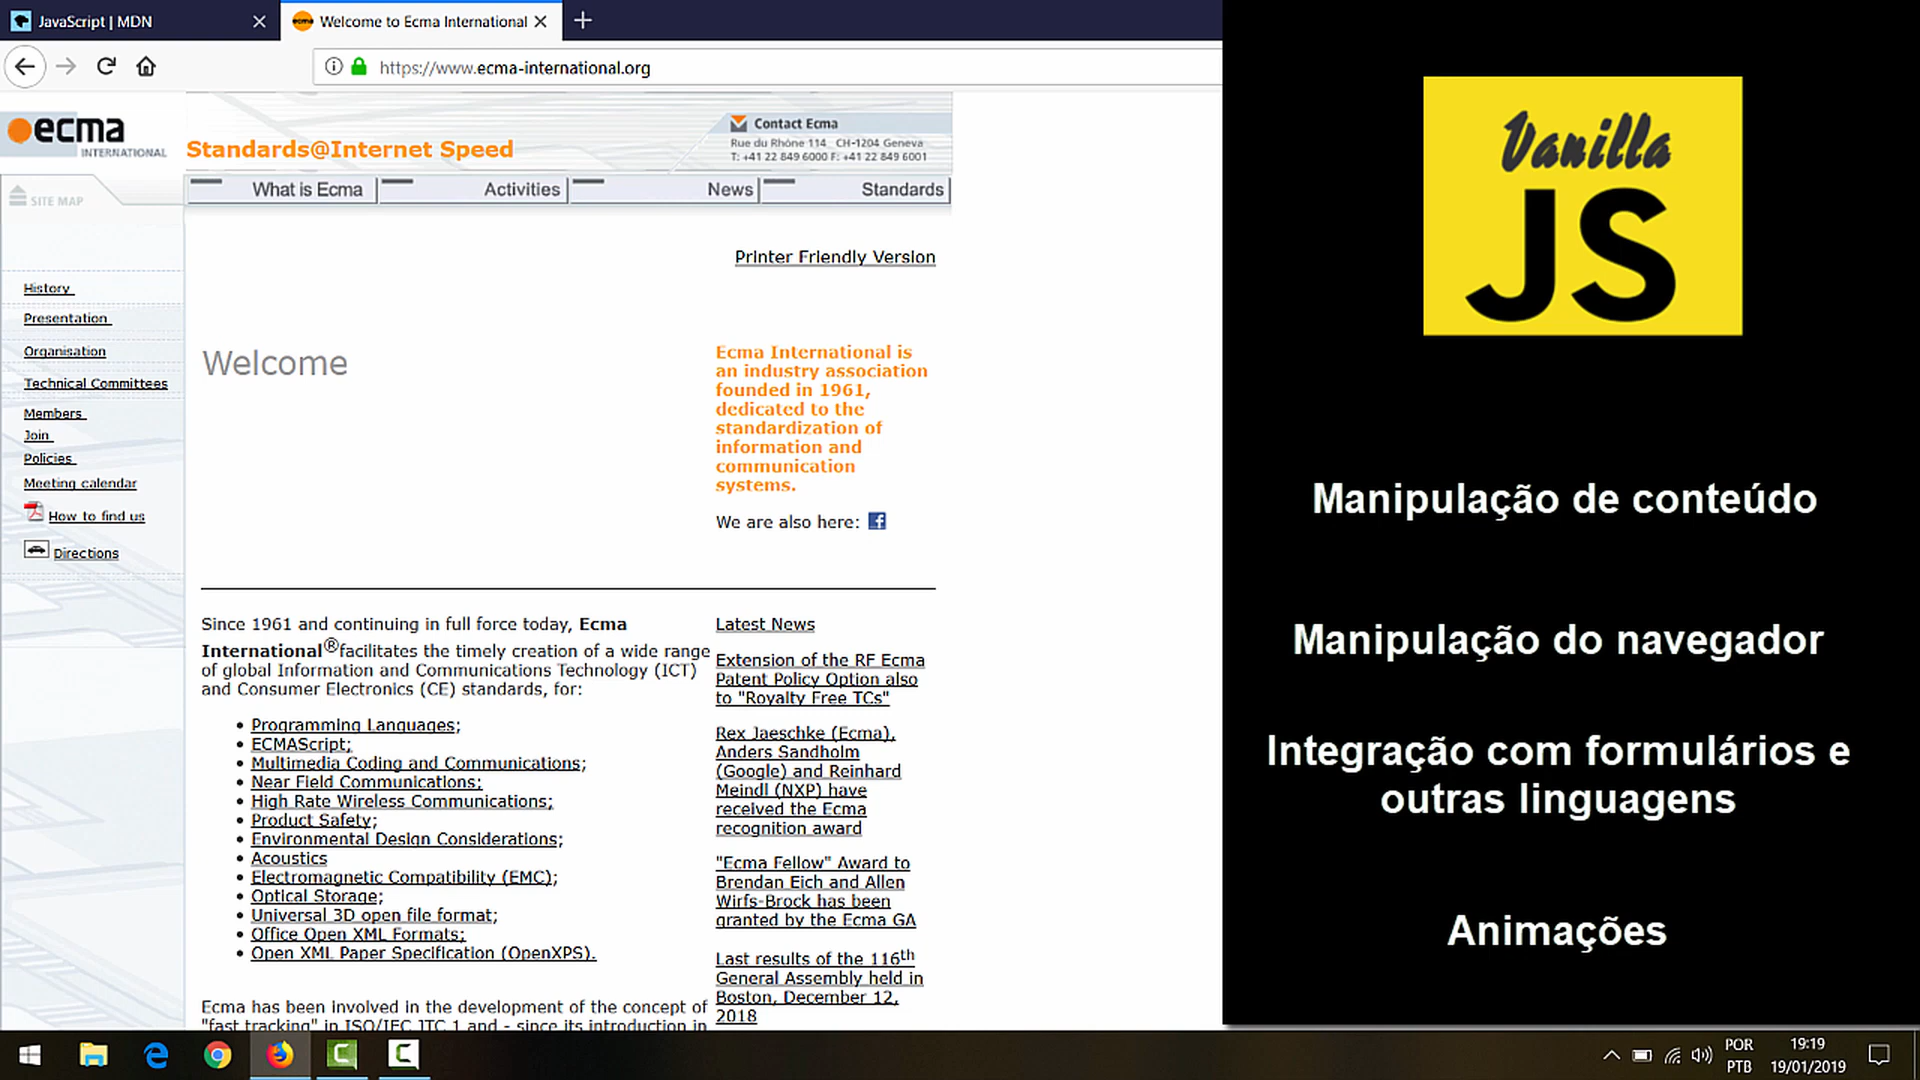 JavaScript | MDN
Welcome to Ecma International
https://www.ecma-international.org
ecma
INTERNATIONAL
Standards@Internet Speed
Contact Ecma
Rue du Rhône 114 CH-1204 Geneva
T: +41 22 849 6000 F: +41 22 849 6001
SITE MAP
What is Ecma
Activities
News
Standards
Printer Friendly Version
History
Presentation
Organisation
Technical Committees
Members
Join
Policies
Meeting calendar
How to find us
Directions
Welcome
Ecma International is
an industry association
founded in 1961,
dedicated to the
standardization of
information and
communication
systems.
We are also here:
Since 1961 and continuing in full force today, Ecma
International®facilitates the timely creation of a wide range
of global Information and Communications Technology (ICT)
and Consumer Electronics (CE) standards, for:
• Programming Languages;
• ECMAScript;
• Multimedia Coding and Communications;
• Near Field Communications;
• High Rate Wireless Communications;
• Product Safety;
• Environmental Design Considerations;
• Acoustics
• Electromagnetic Compatibility (EMC);
• Optical Storage;
• Universal 3D open file format;
• Office Open XML Formats;
• Open XML Paper Specification (OpenXPS).
Ecma has been involved in the development of the concept of
"fast tracking" in ISO/IEC JTC 1 and - since its introduction in
Latest News
Extension of the RF Ecma
Patent Policy Option also
to "Royalty Free TCs"
Rex Jaeschke (Ecma),
Anders Sandholm
(Google) and Reinhard
Meindl (NXP) have
received the Ecma
recognition award
"Ecma Fellow" Award to
Brendan Eich and Allen
Wirfs-Brock has been
granted by the Ecma GA
Last results of the 116th
General Assembly held in
Boston, December 12,
2018
Vanilla
JS
Manipulação de conteúdo
Manipulação do navegador
Integração com formulários e
outras linguagens
Animações
POR
PTB
19:19
19/01/2019